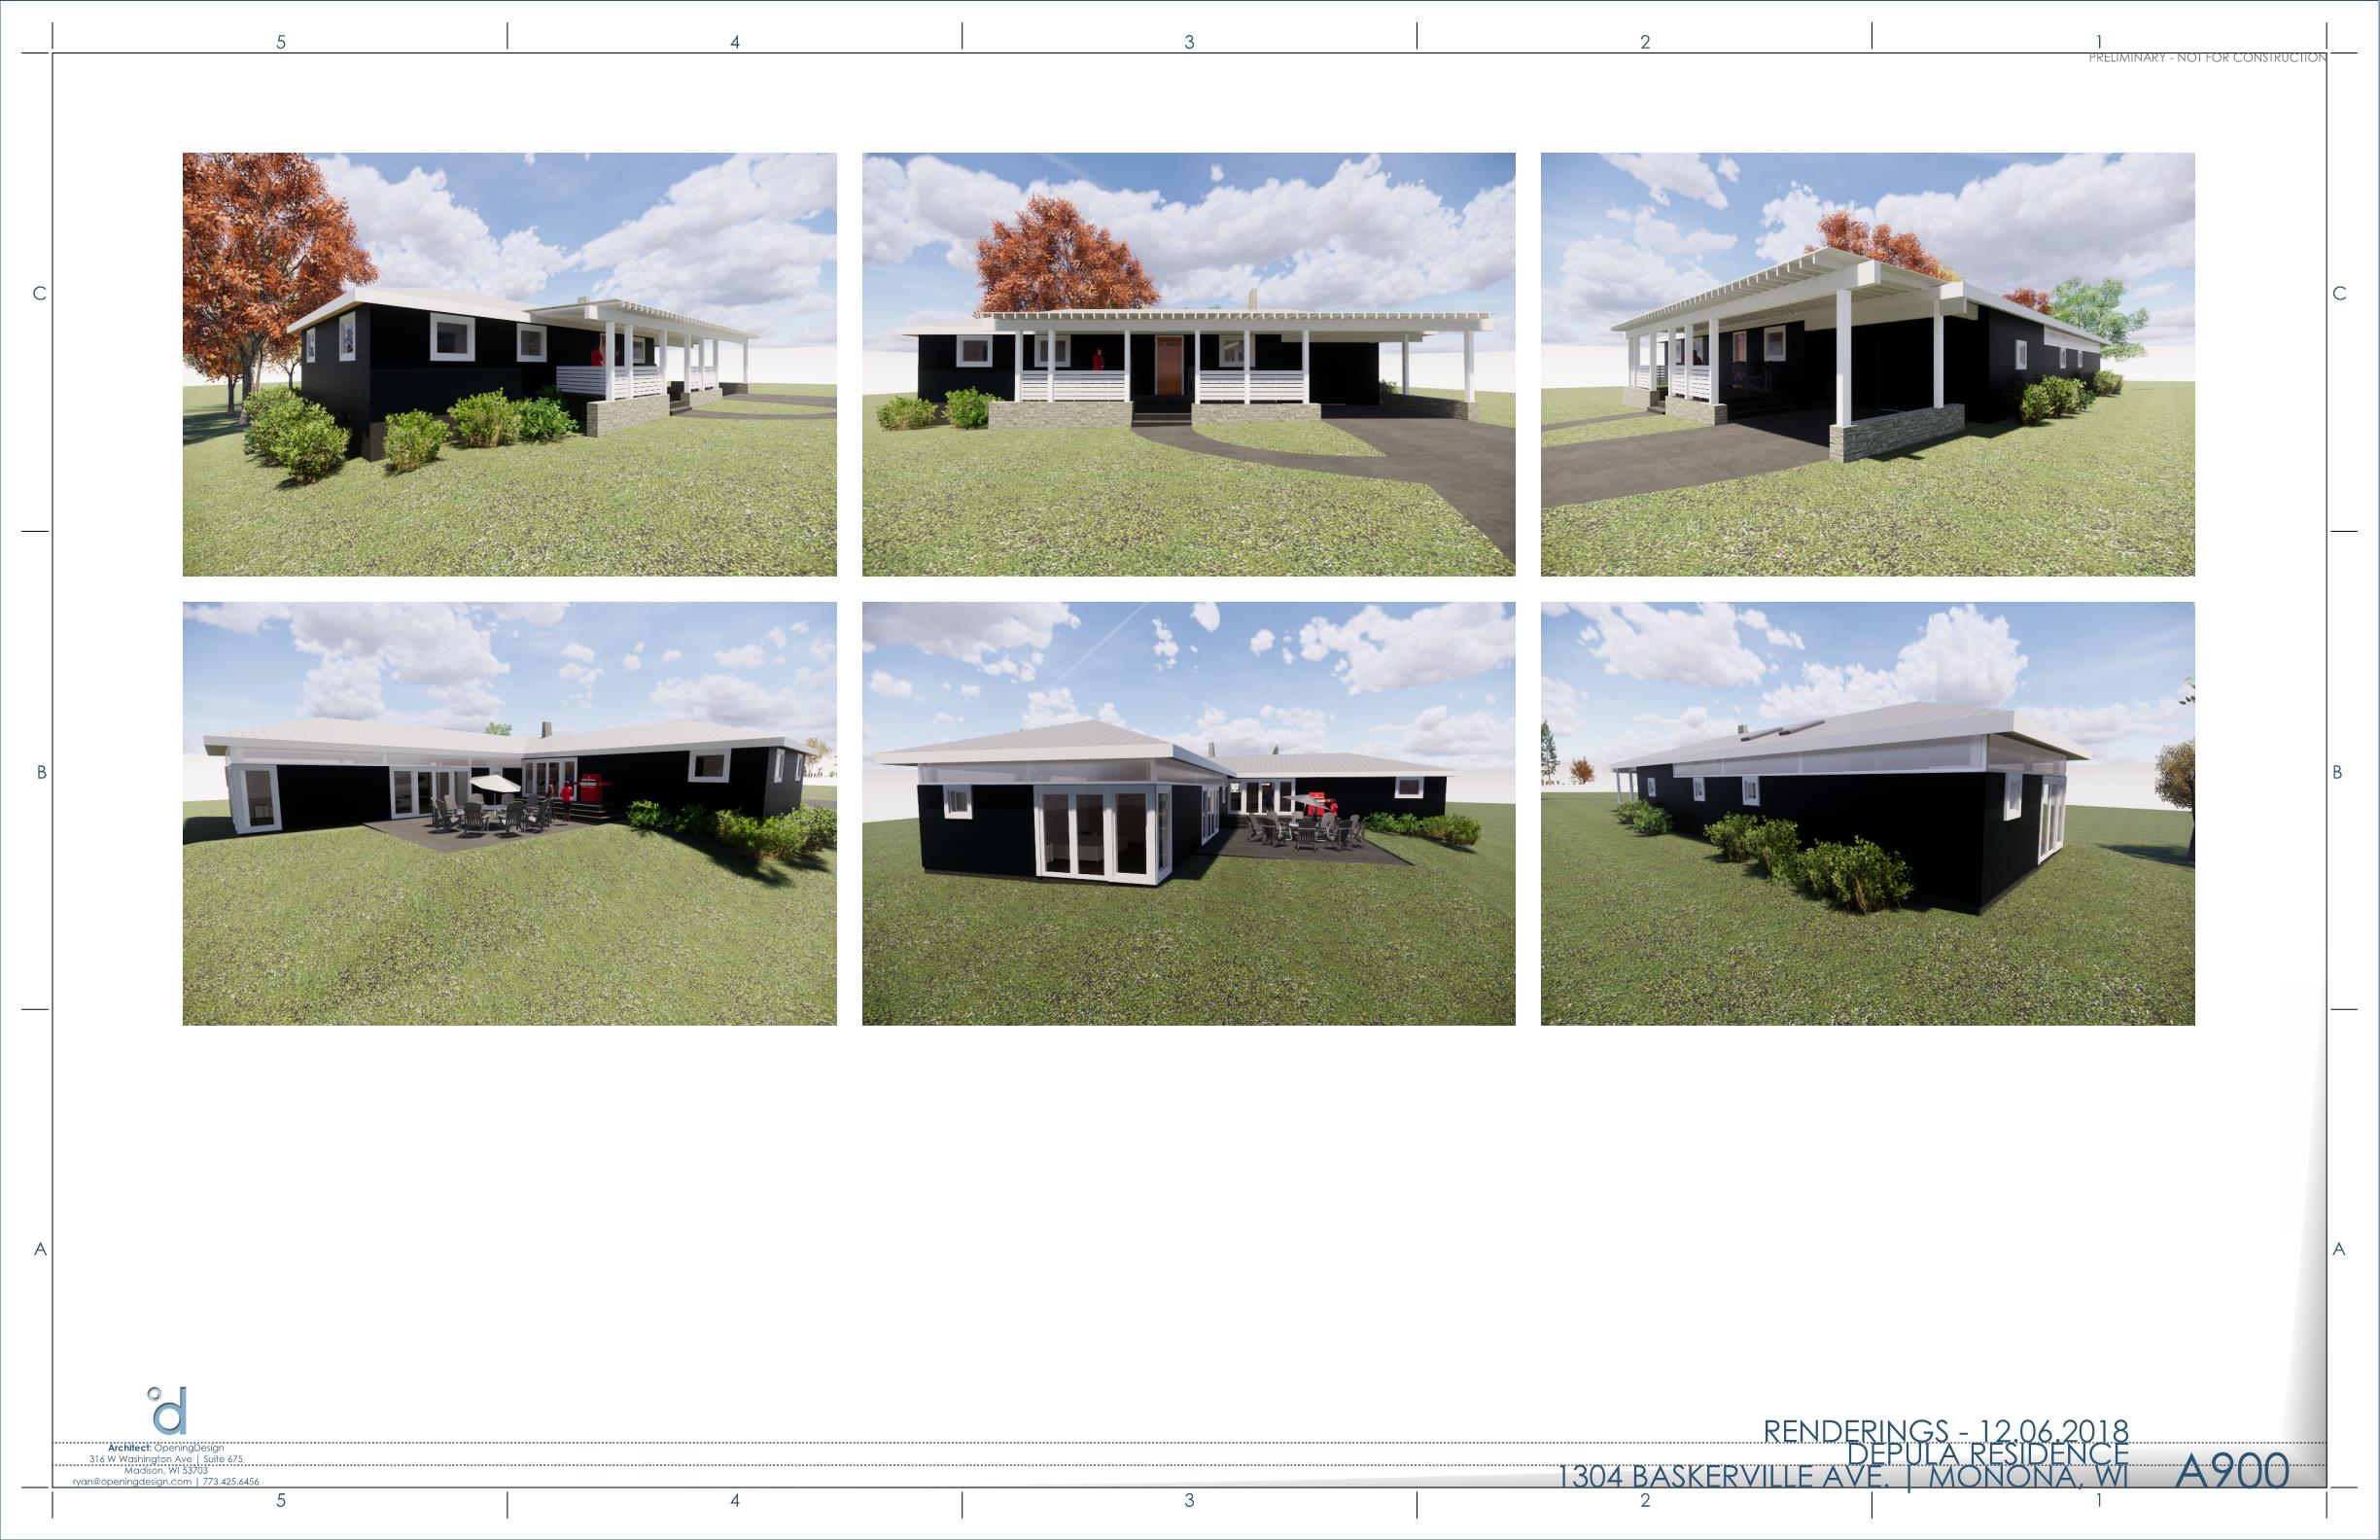 5 4 3 2 1
PRELIMINARY - NOT FOR CONSTRUCTION
C C
B B
A A
d
Architect: OpeningDesign
316 W Washington Ave | Suite 675
Madison, WI 53703
ryan@openingdesign.com | 773.425.6456
RENDERINGS - 12.06.2018
DEPULA RESIDENCE
1304 BASKERVILLE AVE. | MONONA, WI
A900
5 4 3 2 1